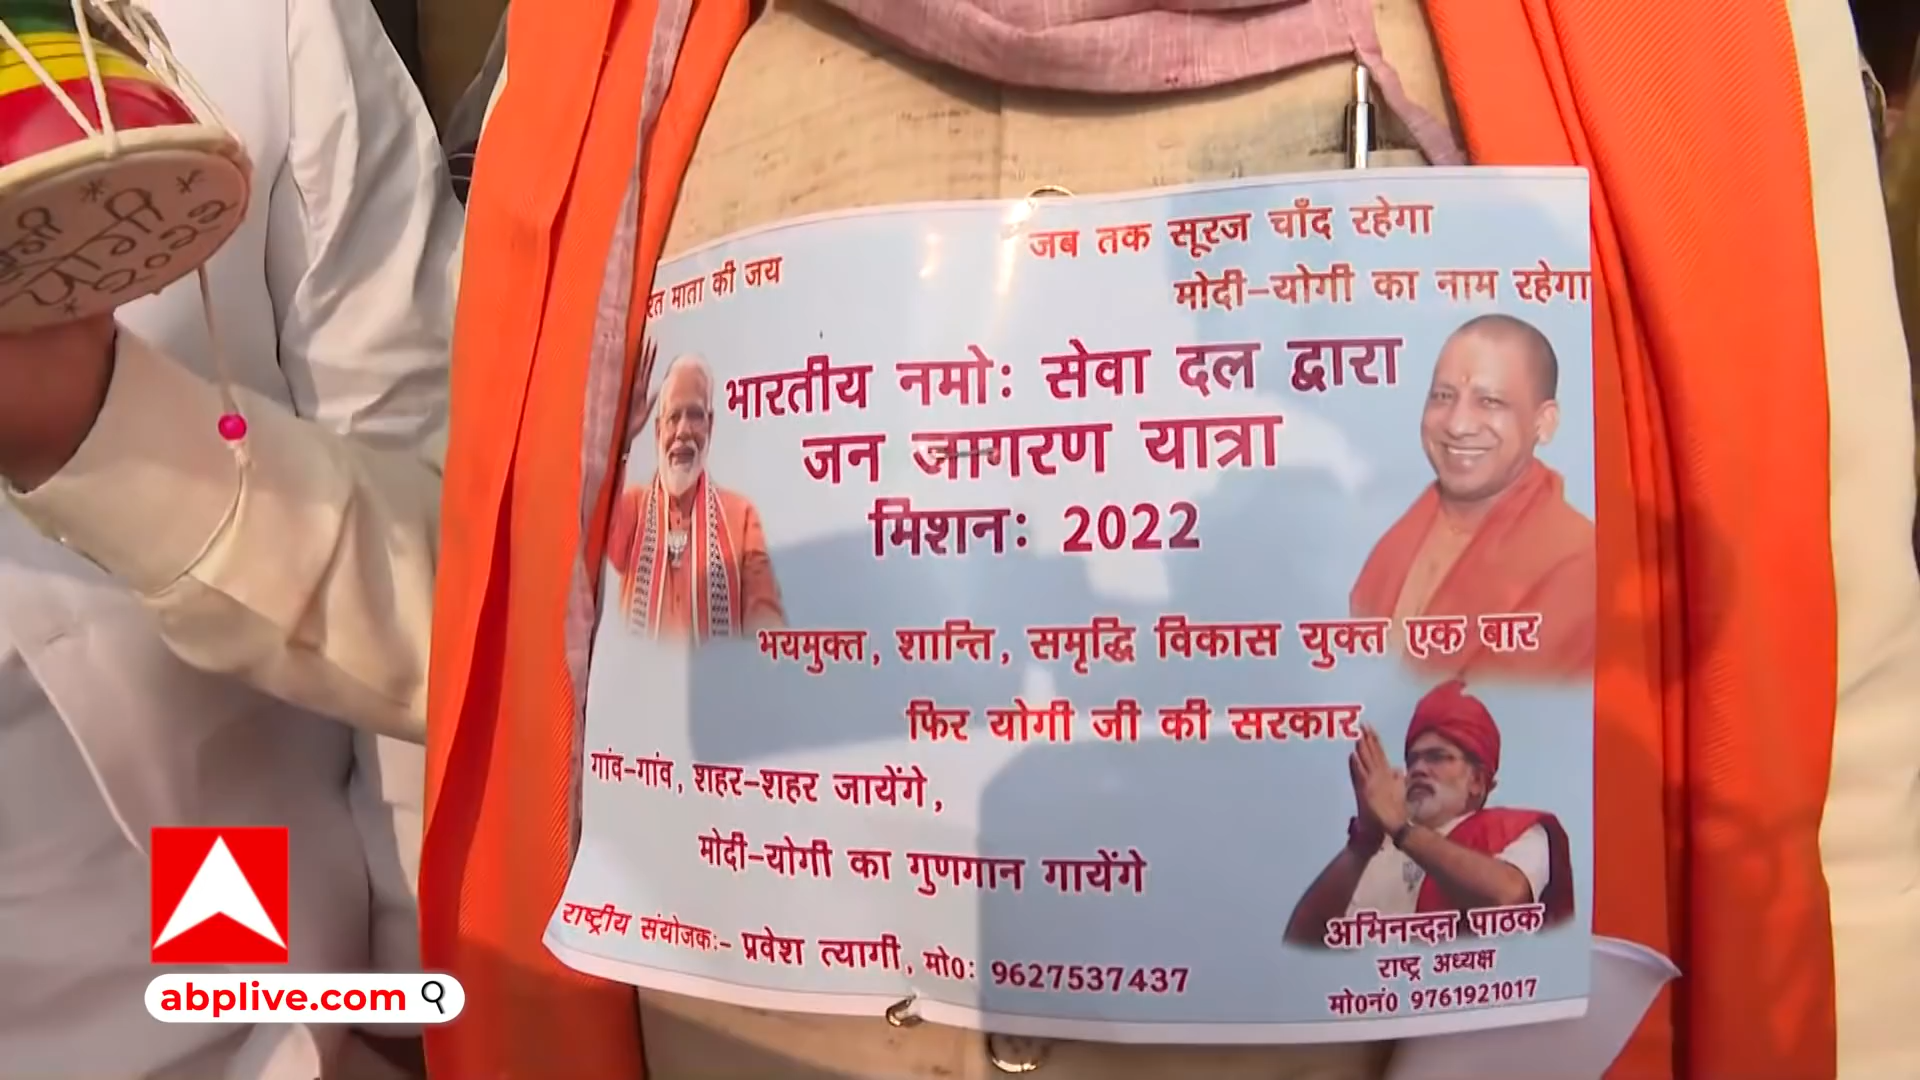 योगी
२०२२
जब तक सूरज चाँद रहेगा
माता की जय
मोदी-योगी का नाम रहेगा
भारतीय नमो: सेवा दल द्वारा
जन जागरण यात्रा
मिशन: 2022
भयमुक्त, शान्ति, समृद्धि विकास युक्त एक बार
फिर योगी जी की सरकार
गांव-गांव, शहर-शहर जायेंगे,
मोदी-योगी का गुणगान गायेंगे
राष्ट्रीय संयोजक:- प्रवेश त्यागी, मो0: 9627537437
अभिनन्दन पाठक
राष्ट्र अध्यक्ष
मो0नं0 9761921017
abplive.com